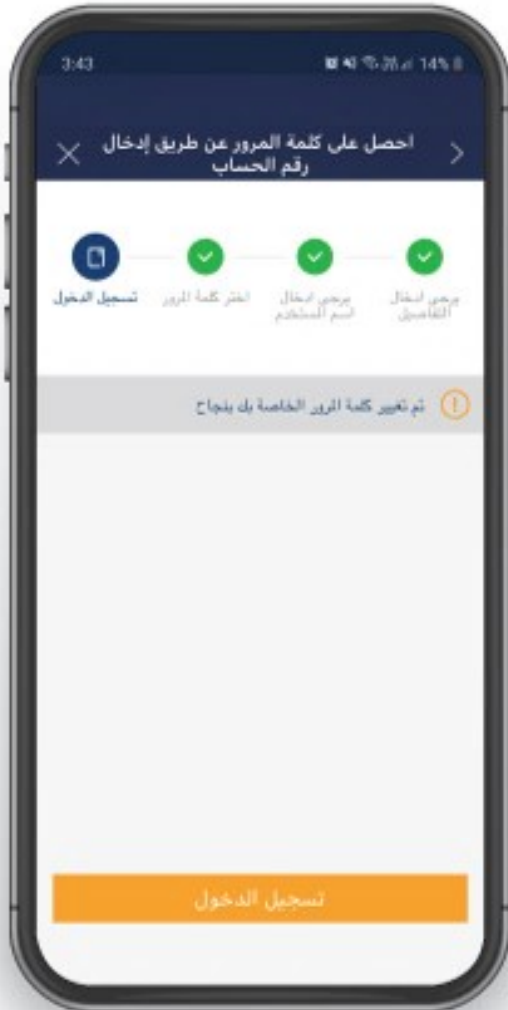 3:43
14%
احصل على كلمة المرور عن طريق إدخال
رقم الحساب
يرجى ادخال
التفاصيل
يرجى ادخال
اسم المستخدم
اختر كلمة المرور
تسجيل الدخول
تم تغيير كلمة المرور الخاصة بك بنجاح
تسجيل الدخول